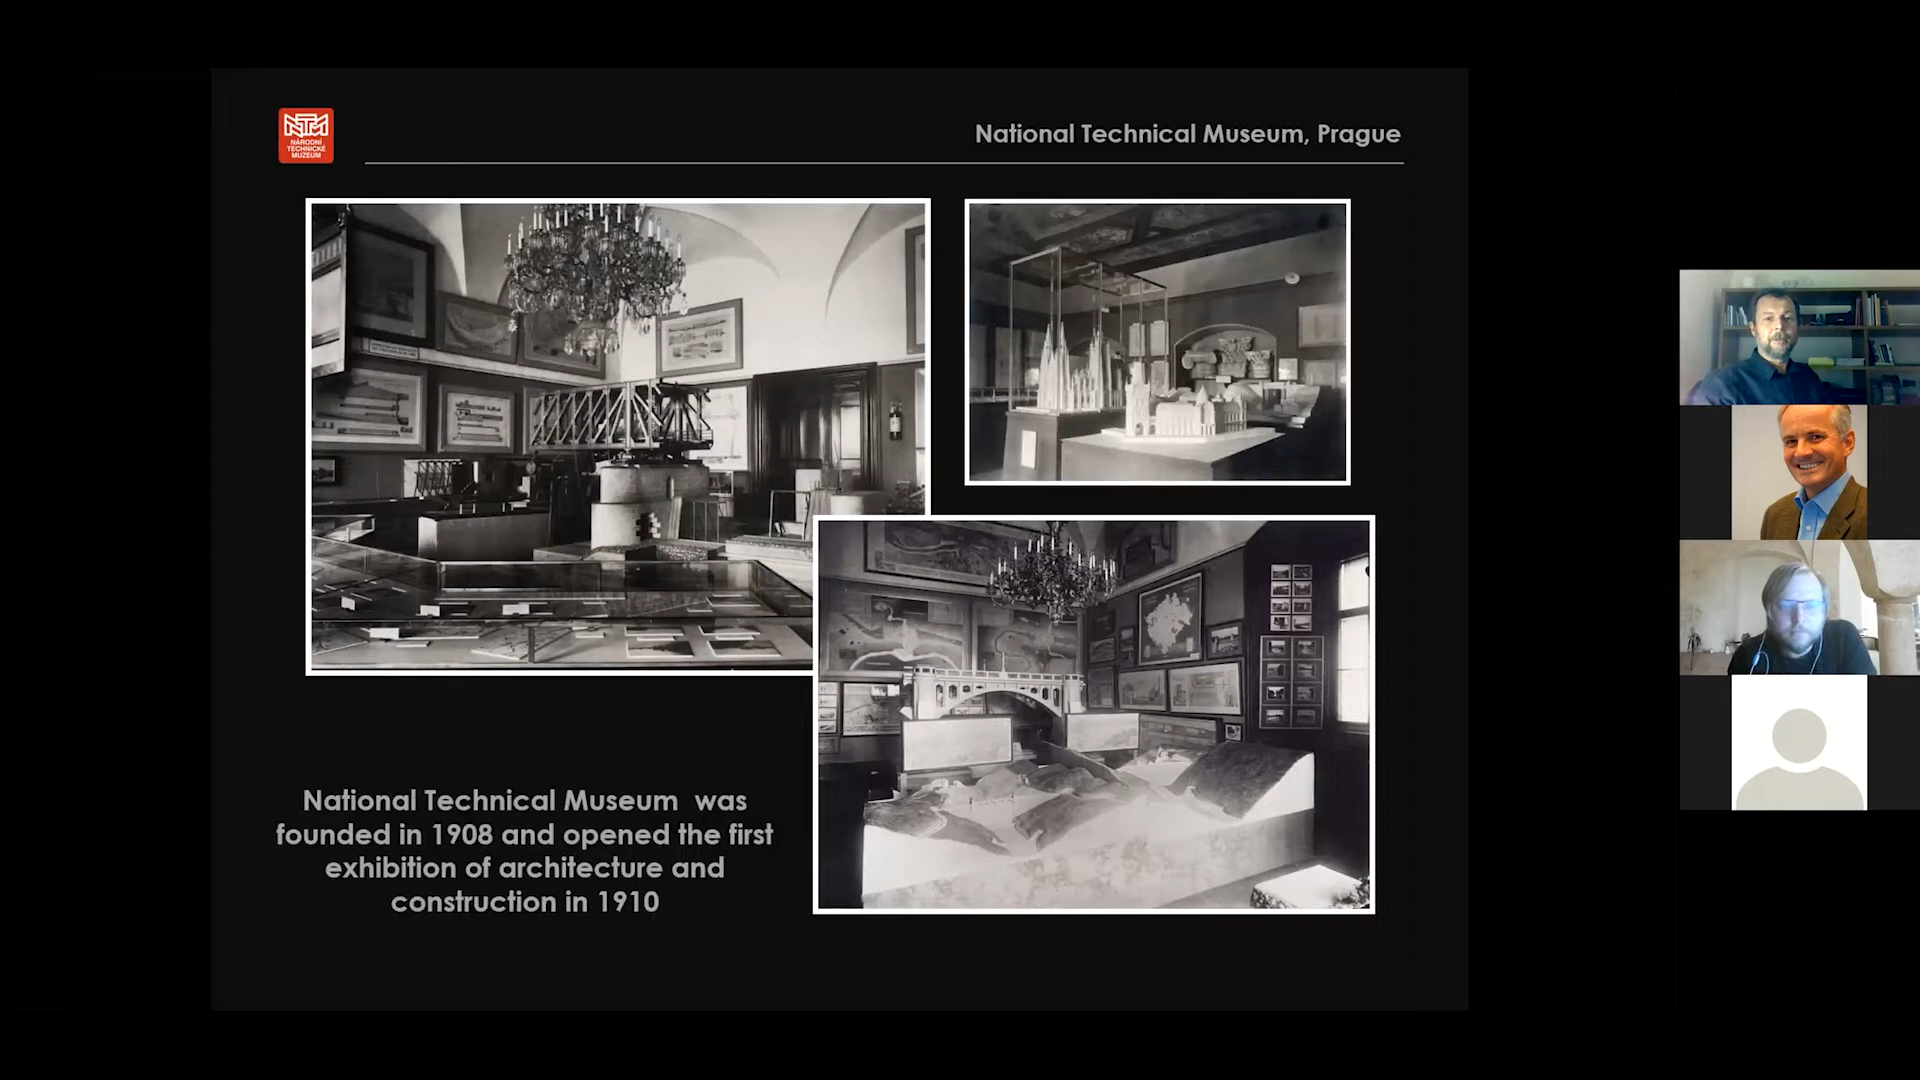 NTM
NÁRODNÍ
TECHNICKÉ
MUZEUM
National Technical Museum, Prague
National Technical Museum was
founded in 1908 and opened the first
exhibition of architecture and
construction in 1910